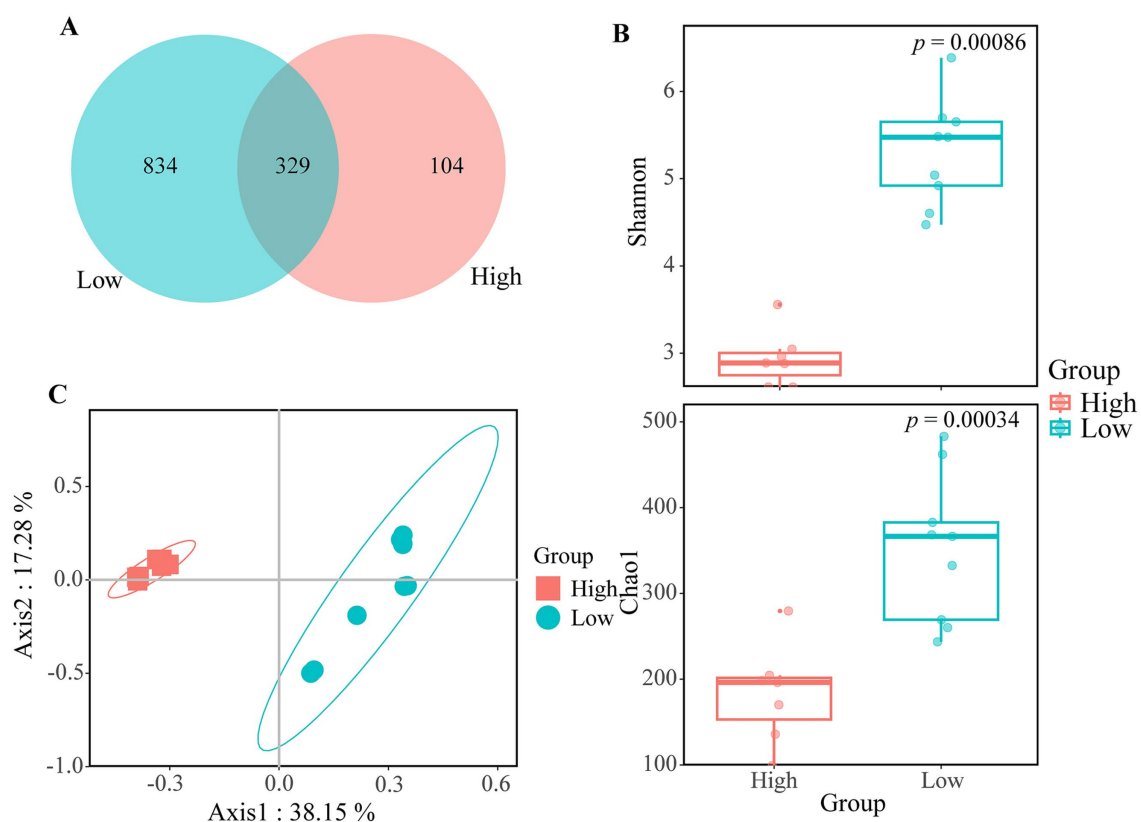 A
834
329
104
Low
High
B
p = 0.00086
6
5
4
3
Shannon
p = 0.00034
500
400
300
200
100
Chao1
High
Low
Group
Group
High
Low
C
0.5
0.0
-0.5
-1.0
Axis2 : 17.28 %
-0.3
0.0
0.3
0.6
Axis1 : 38.15 %
Group
High
Low